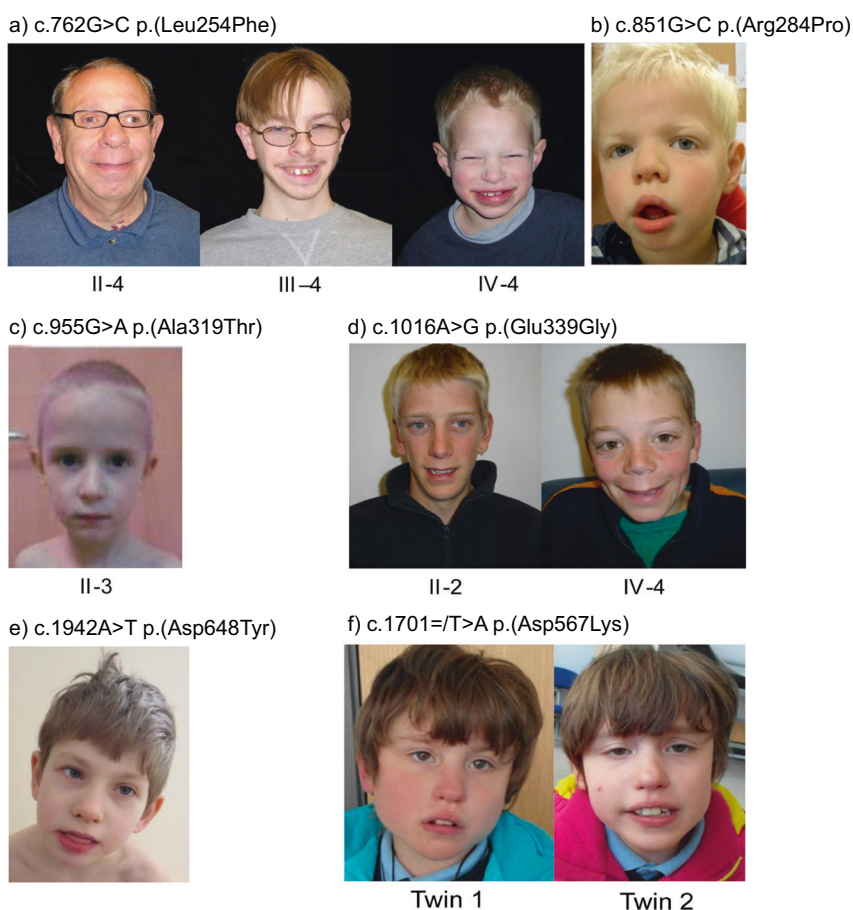 a) c.762G>C p.(Leu254Phe)
b) c.851G>C p.(Arg284Pro)
II-4
III–4
IV-4
c) c.955G>A p.(Ala319Thr)
d) c.1016A>G p.(Glu339Gly)
II-3
II-2
IV-4
e) c.1942A>T p.(Asp648Tyr)
f) c.1701=/T>A p.(Asp567Lys)
Twin 1
Twin 2